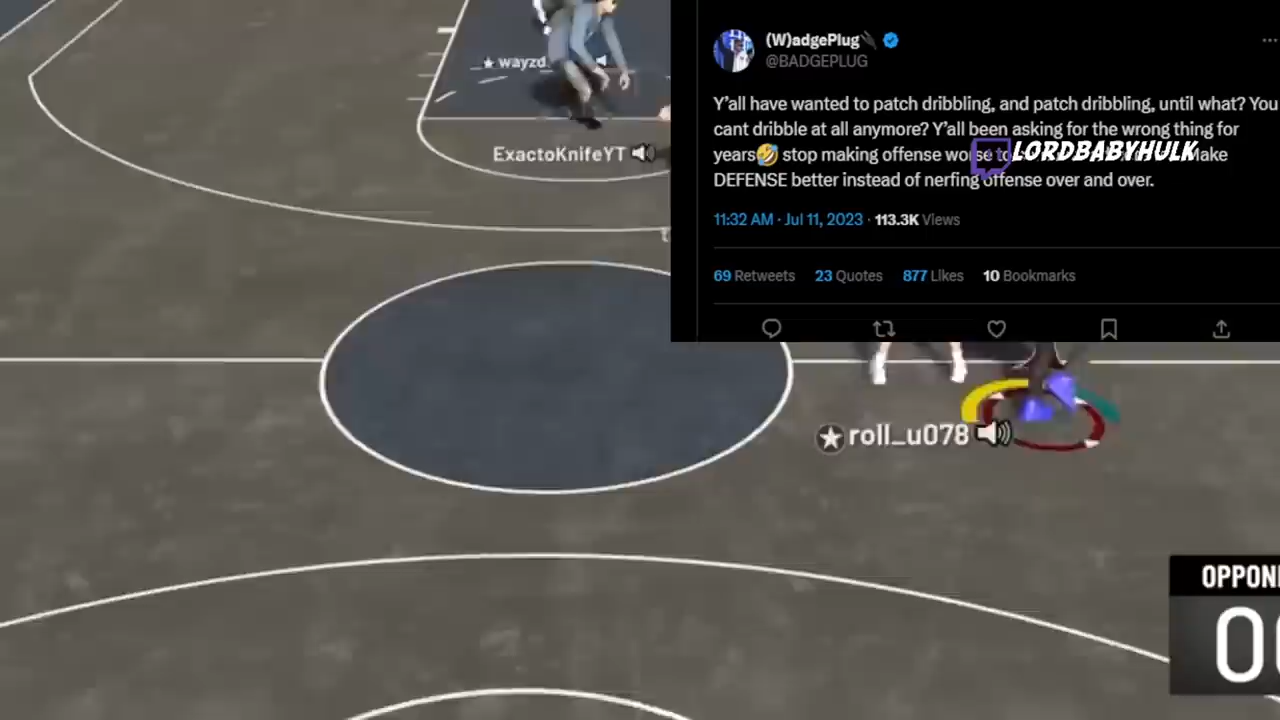 (W)adgePlug
@BADGEPLUG
Y'all have wanted to patch dribbling, and patch dribbling, until what? You
cant dribble at all anymore? Y'all been asking for the wrong thing for
years🤣 stop making offense worse to
LORDBABYHULK
Make
DEFENSE better instead of nerfing offense over and over.
11:32 AM · Jul 11, 2023 · 113.3K Views
69 Retweets 23 Quotes 877 Likes 10 Bookmarks
wayzd
ExactoKnifeYT
roll_u078